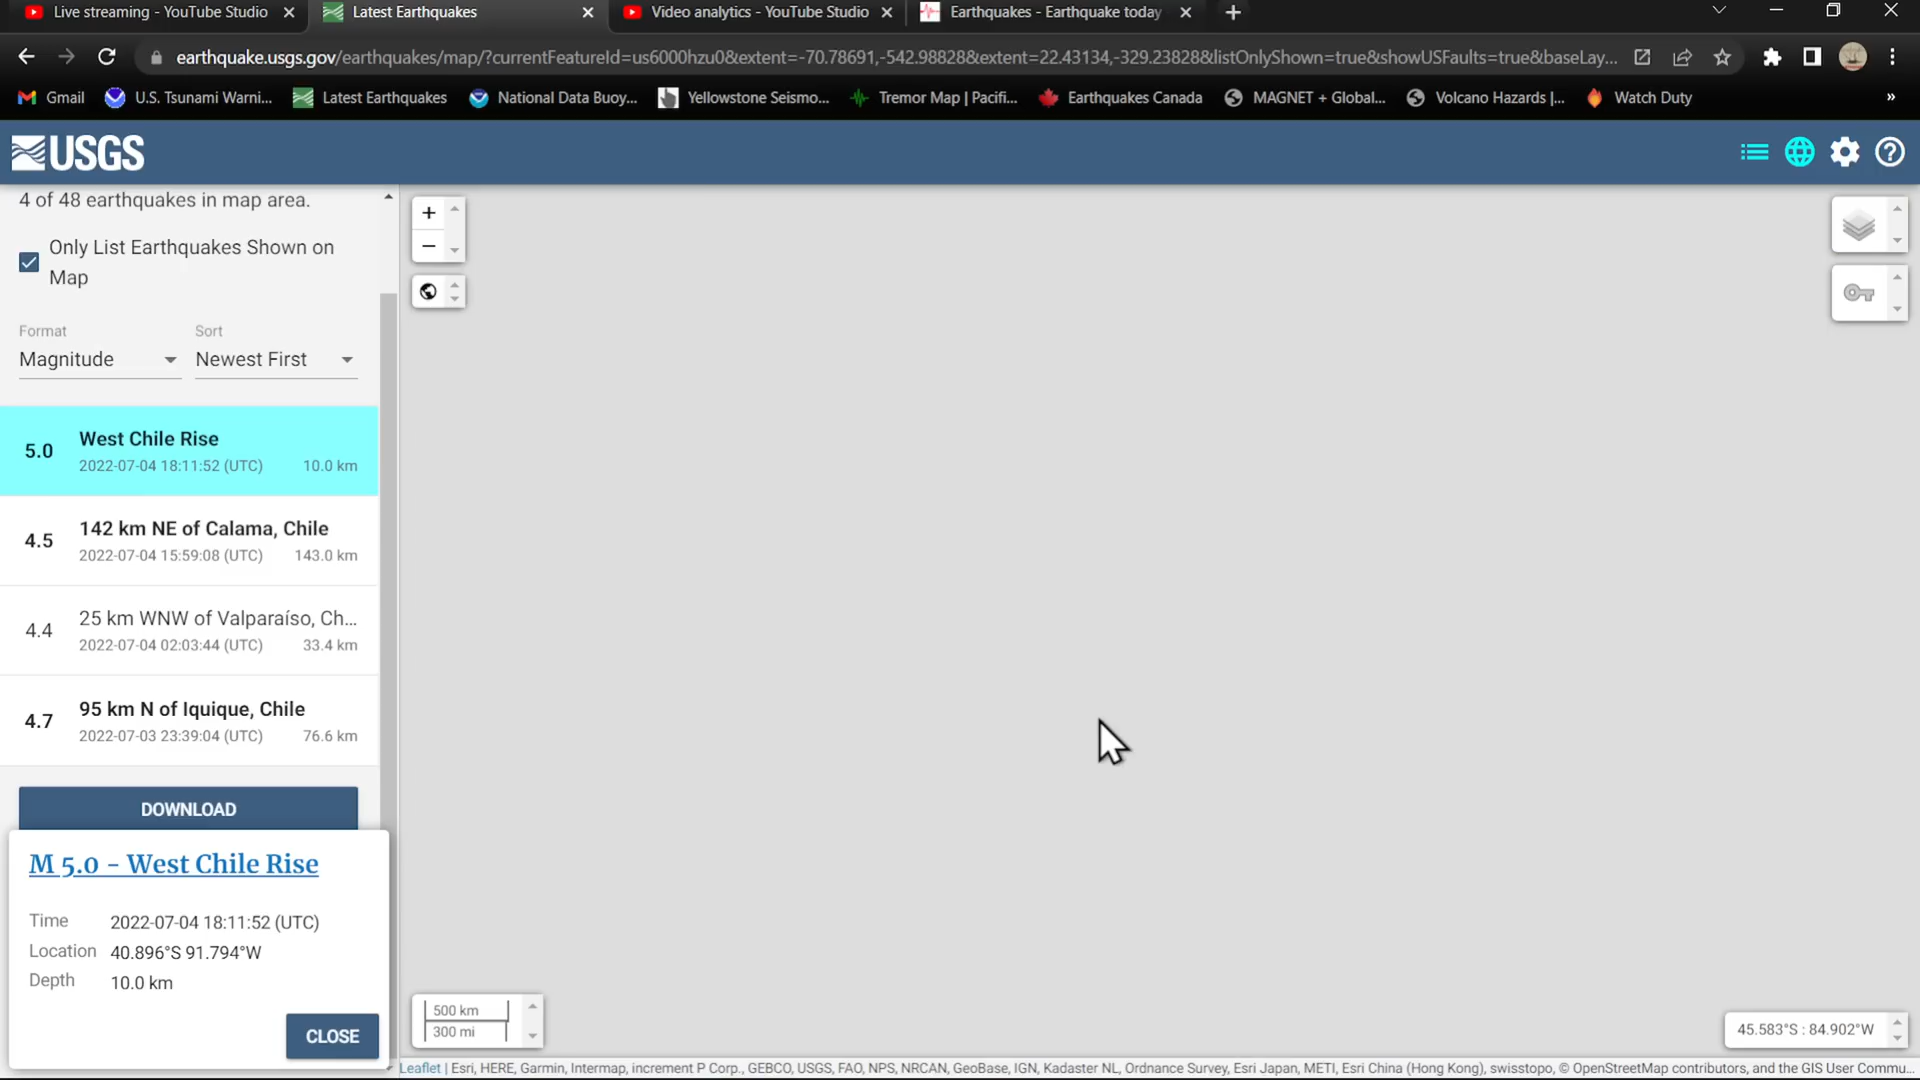 Live streaming - YouTube Studio
Latest Earthquakes
Video analytics - YouTube Studio
Earthquakes - Earthquake today
earthquake.usgs.gov/earthquakes/map/?currentFeatureId=us6000hzu0&extent=-70.78691,-542.98828&extent=22.43134,-329.23828&listOnlyShown=true&showUSFaults=true&baseLay...
Gmail
U.S. Tsunami Warni...
Latest Earthquakes
National Data Buoy...
Yellowstone Seismo...
Tremor Map | Pacifi...
Earthquakes Canada
MAGNET + Global...
Volcano Hazards |...
Watch Duty
»
USGS
4 of 48 earthquakes in map area.
Only List Earthquakes Shown on
Map
Format Sort
Magnitude Newest First
5.0 West Chile Rise
2022-07-04 18:11:52 (UTC) 10.0 km
4.5 142 km NE of Calama, Chile
2022-07-04 15:59:08 (UTC) 143.0 km
4.4 25 km WNW of Valparaíso, Ch...
2022-07-04 02:03:44 (UTC) 33.4 km
4.7 95 km N of Iquique, Chile
2022-07-03 23:39:04 (UTC) 76.6 km
DOWNLOAD
M 5.0 - West Chile Rise
Time 2022-07-04 18:11:52 (UTC)
Location 40.896°S 91.794°W
Depth 10.0 km
CLOSE
+
−
500 km
300 mi
45.583°S : 84.902°W
Leaflet | Esri, HERE, Garmin, Intermap, increment P Corp., GEBCO, USGS, FAO, NPS, NRCAN, GeoBase, IGN, Kadaster NL, Ordnance Survey, Esri Japan, METI, Esri China (Hong Kong), swisstopo, © OpenStreetMap contributors, and the GIS User Commu...